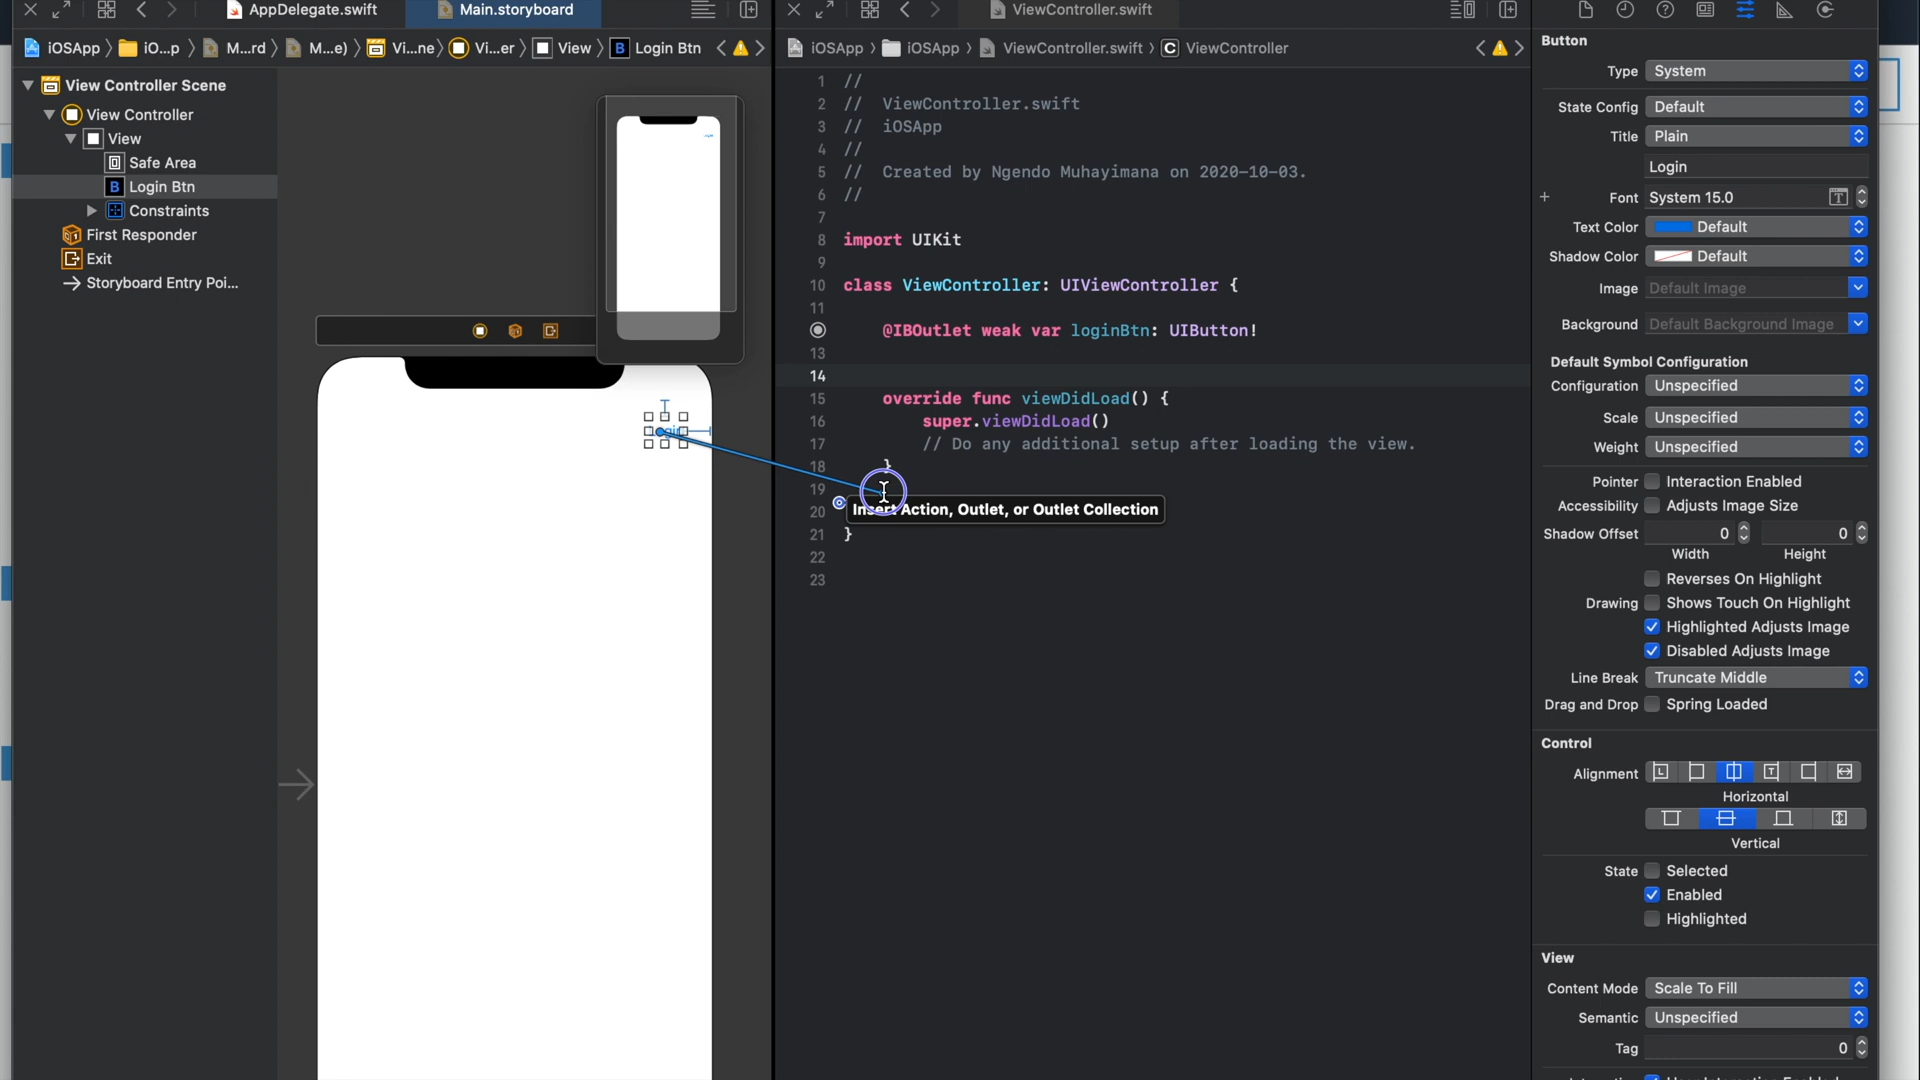 AppDelegate.swift
Main.storyboard
ViewController.swift
iOSApp
iO...p
M...rd
M...e)
Vi...ne
Vi...er
View
B Login Btn
iOSApp
iOSApp
ViewController.swift
C ViewController
View Controller Scene
View Controller
View
Safe Area
B Login Btn
Constraints
First Responder
Exit
Storyboard Entry Poi...
1 //
2 // ViewController.swift
3 // iOSApp
4 //
5 // Created by Ngendo Muhayimana on 2020-10-03.
6 //
7
8 import UIKit
9
10 class ViewController: UIViewController {
11
@IBOutlet weak var loginBtn: UIButton!
13
14
15 override func viewDidLoad() {
16 super.viewDidLoad()
17 // Do any additional setup after loading the view.
18 }
19
20
Insert Action, Outlet, or Outlet Collection
21 }
22
23
Button
Type System
State Config Default
Title Plain
Login
+ Font System 15.0 T
Text Color Default
Shadow Color Default
Image Default Image
Background Default Background Image
Default Symbol Configuration
Configuration Unspecified
Scale Unspecified
Weight Unspecified
Pointer Interaction Enabled
Accessibility Adjusts Image Size
Shadow Offset 0 0
Width Height
Reverses On Highlight
Drawing Shows Touch On Highlight
Highlighted Adjusts Image
Disabled Adjusts Image
Line Break Truncate Middle
Drag and Drop Spring Loaded
Control
Alignment
Horizontal
Vertical
State Selected
Enabled
Highlighted
View
Content Mode Scale To Fill
Semantic Unspecified
Tag 0